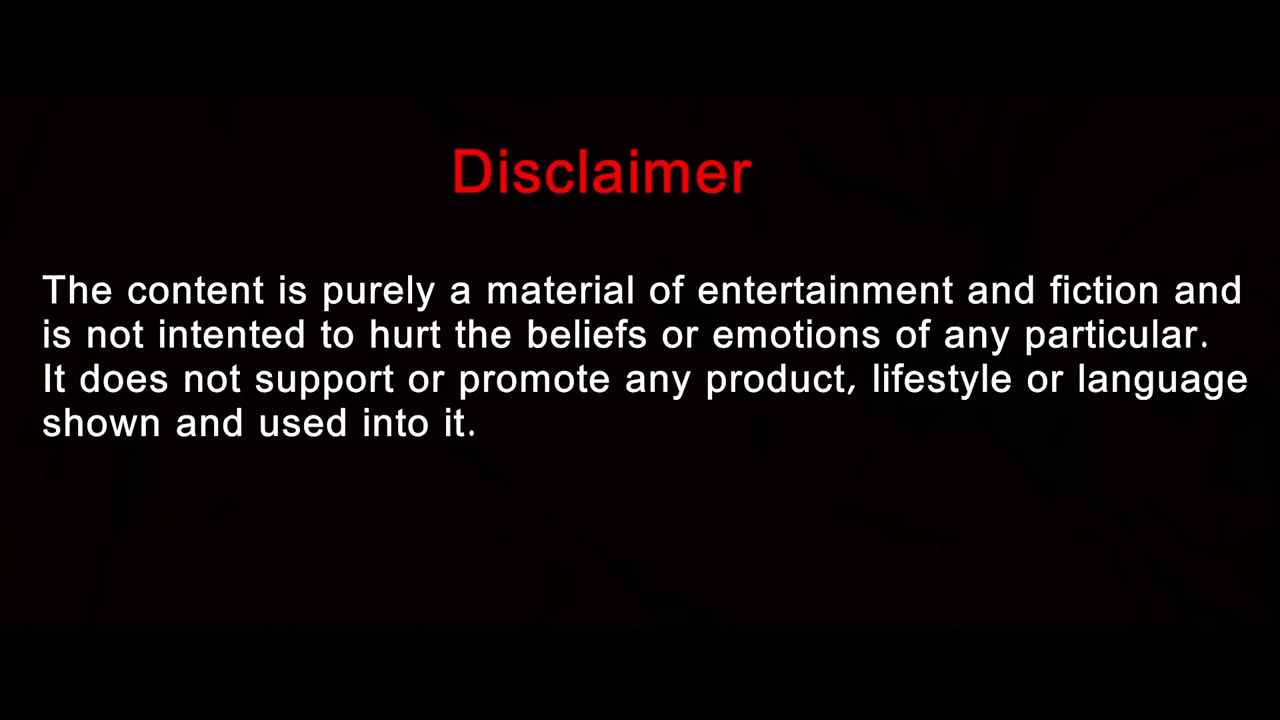 Disclaimer
The content is purely a material of entertainment and fiction and
is not intented to hurt the beliefs or emotions of any particular.
It does not support or promote any product, lifestyle or language
shown and used into it.